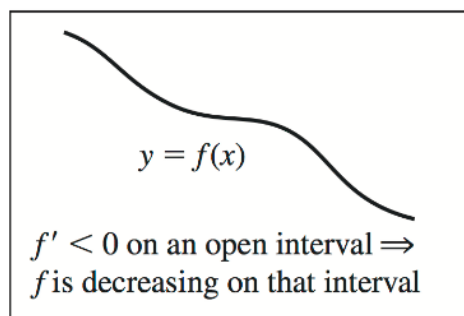 y = f(x)
f′ < 0 on an open interval ⇒
f is decreasing on that interval